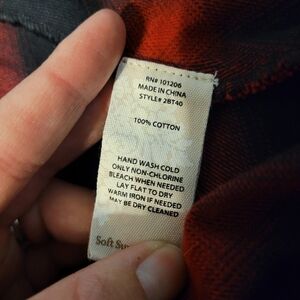 RN# 101206
MADE IN CHINA
STYLE# 2BT40
100% COTTON
HAND WASH COLD
ONLY NON-CHLORINE
BLEACH WHEN NEEDED
LAY FLAT TO DRY
WARM IRON IF NEEDED
MAY BE DRY CLEANED
Soft